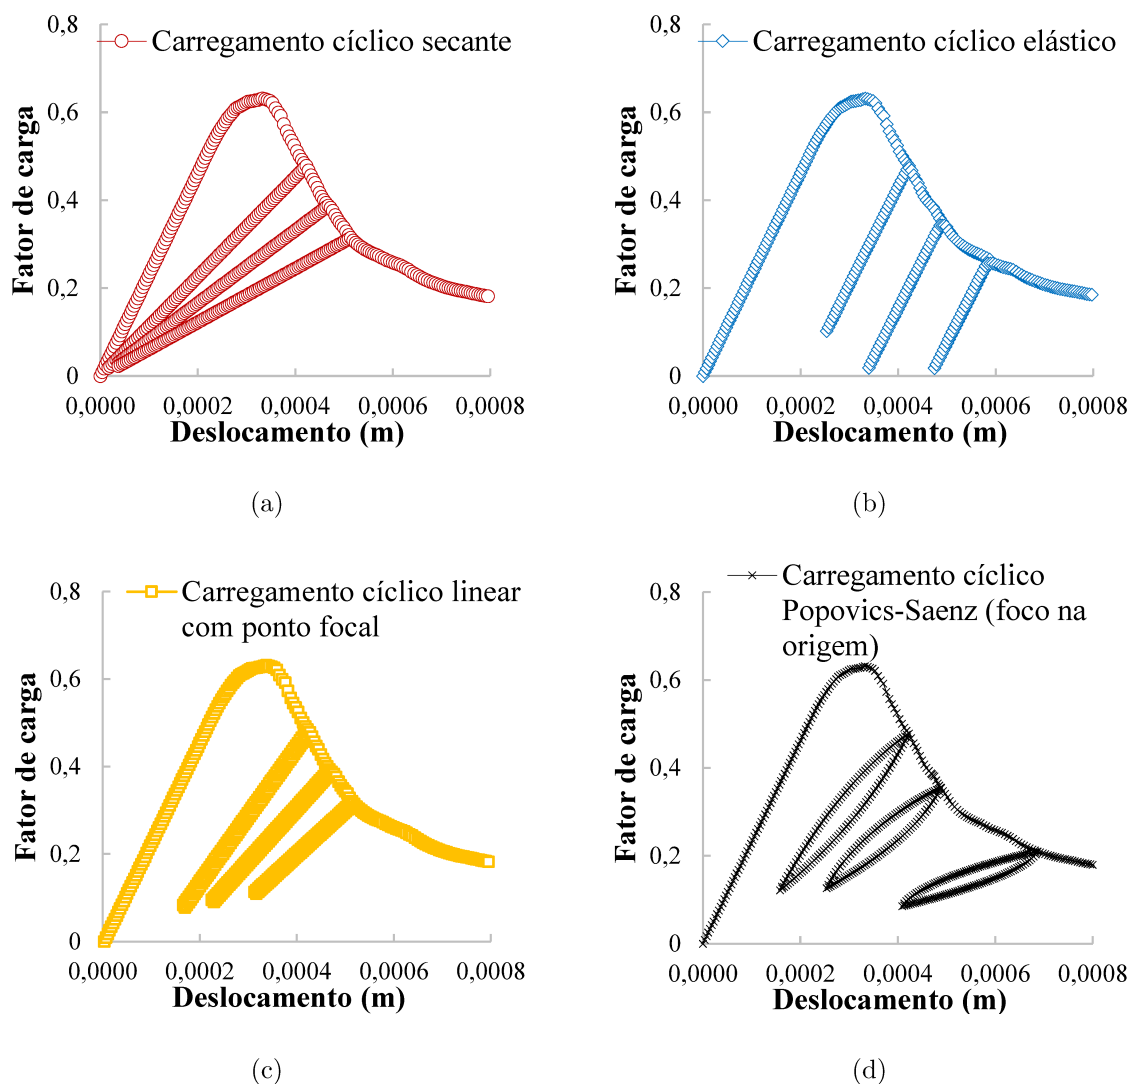 0,8
Carregamento cíclico secante
0,6
0,4
0,2
0
Fator de carga
0,0000 0,0002 0,0004 0,0006 0,0008
Deslocamento (m)
(a)
0,8
Carregamento cíclico elástico
0,6
0,4
0,2
0
Fator de carga
0,0000 0,0002 0,0004 0,0006 0,0008
Deslocamento (m)
(b)
0,8
Carregamento cíclico linear
com ponto focal
0,6
0,4
0,2
0
Fator de carga
0,0000 0,0002 0,0004 0,0006 0,0008
Deslocamento (m)
(c)
0,8
Carregamento cíclico
Popovics-Saenz (foco na
origem)
0,6
0,4
0,2
0
Fator de carga
0,0000 0,0002 0,0004 0,0006 0,0008
Deslocamento (m)
(d)